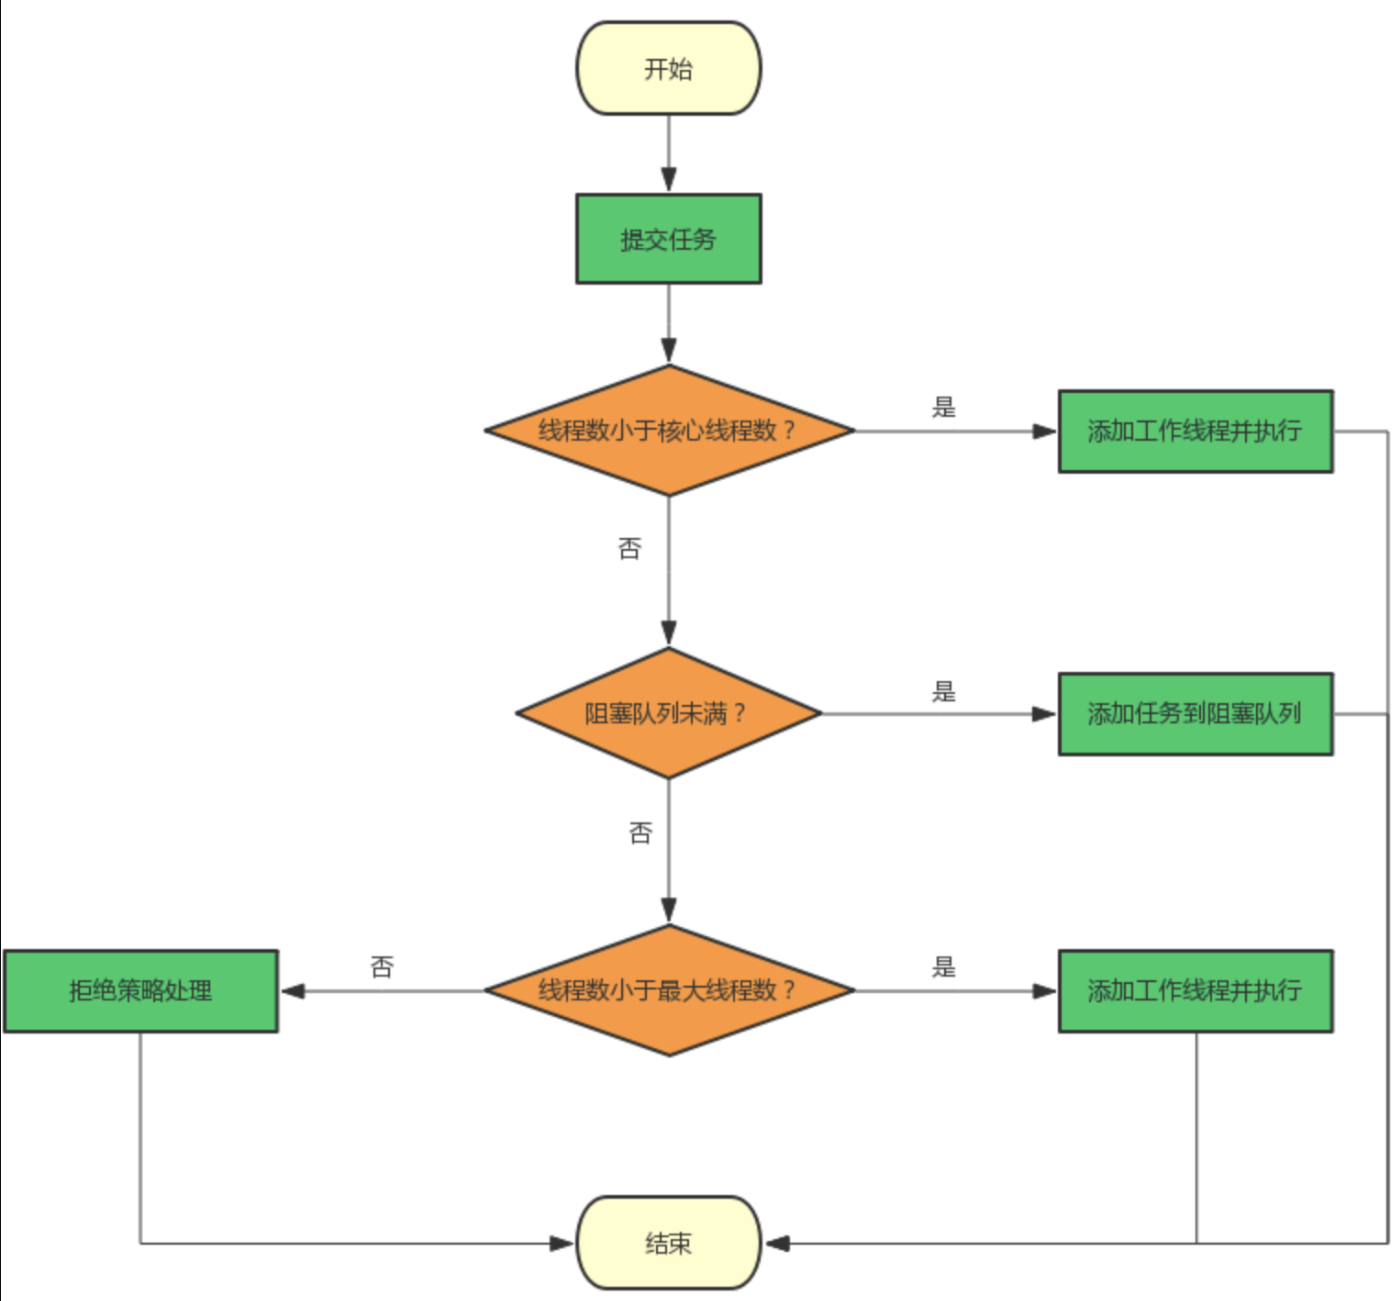 开始
提交任务
线程数小于核心线程数？
是
添加工作线程并执行
否
阻塞队列未满？
是
添加任务到阻塞队列
否
拒绝策略处理
否
线程数小于最大线程数？
是
添加工作线程并执行
结束